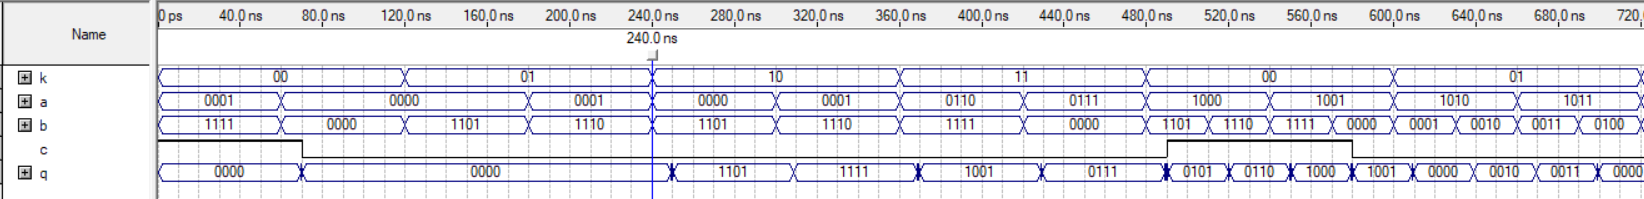 Name
0 ps 40.0 ns 80.0 ns 120.0 ns 160.0 ns 200.0 ns 240.0 ns 280.0 ns 320.0 ns 360.0 ns 400.0 ns 440.0 ns 480.0 ns 520.0 ns 560.0 ns 600.0 ns 640.0 ns 680.0 ns 720.
240.0 ns
k 00 01 10 11 00 01
a 0001 0000 0001 0000 0001 0110 0111 1000 1001 1010 1011
b 1111 0000 1101 1110 1101 1110 1111 0000 1101 1110 1111 0000 0001 0010 0011 0100
c
q 0000 0000 1101 1111 1001 0111 0101 0110 1000 1001 0000 0010 0011 0000